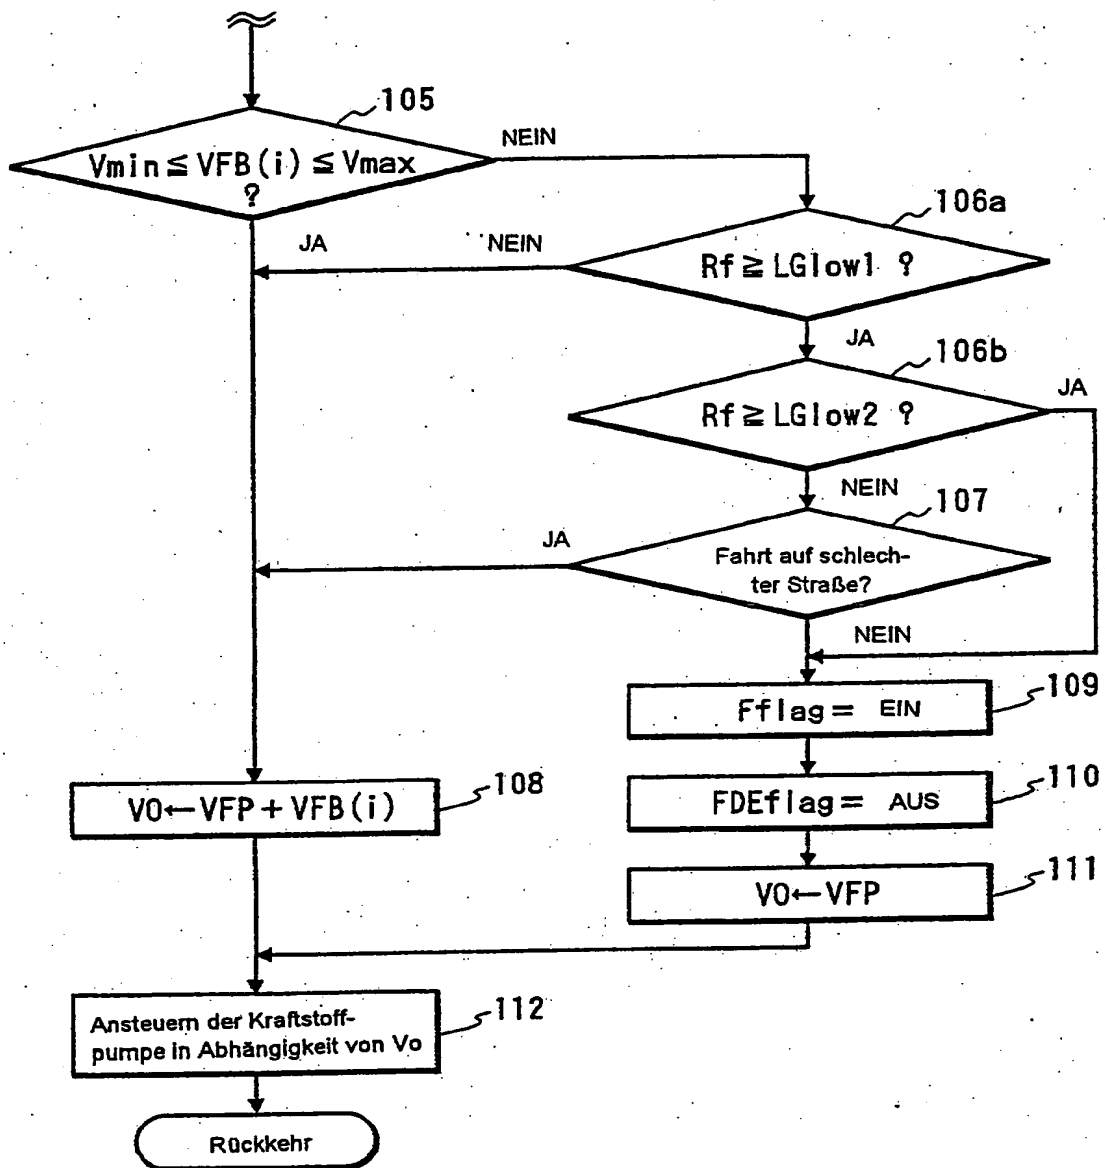 105
Vmin ≦ VFB(i) ≦ Vmax
?
NEIN
JA
106a
Rf ≧ LGlow1 ?
NEIN
JA
106b
Rf ≧ LGlow2 ?
JA
NEIN
107
Fahrt auf schlech-
ter Straße?
JA
NEIN
109
Fflag = EIN
108
VO←VFP + VFB(i)
110
FDEflag = AUS
111
VO←VFP
112
Ansteuern der Kraftstoff-
pumpe in Abhängigkeit von Vo
Rückkehr